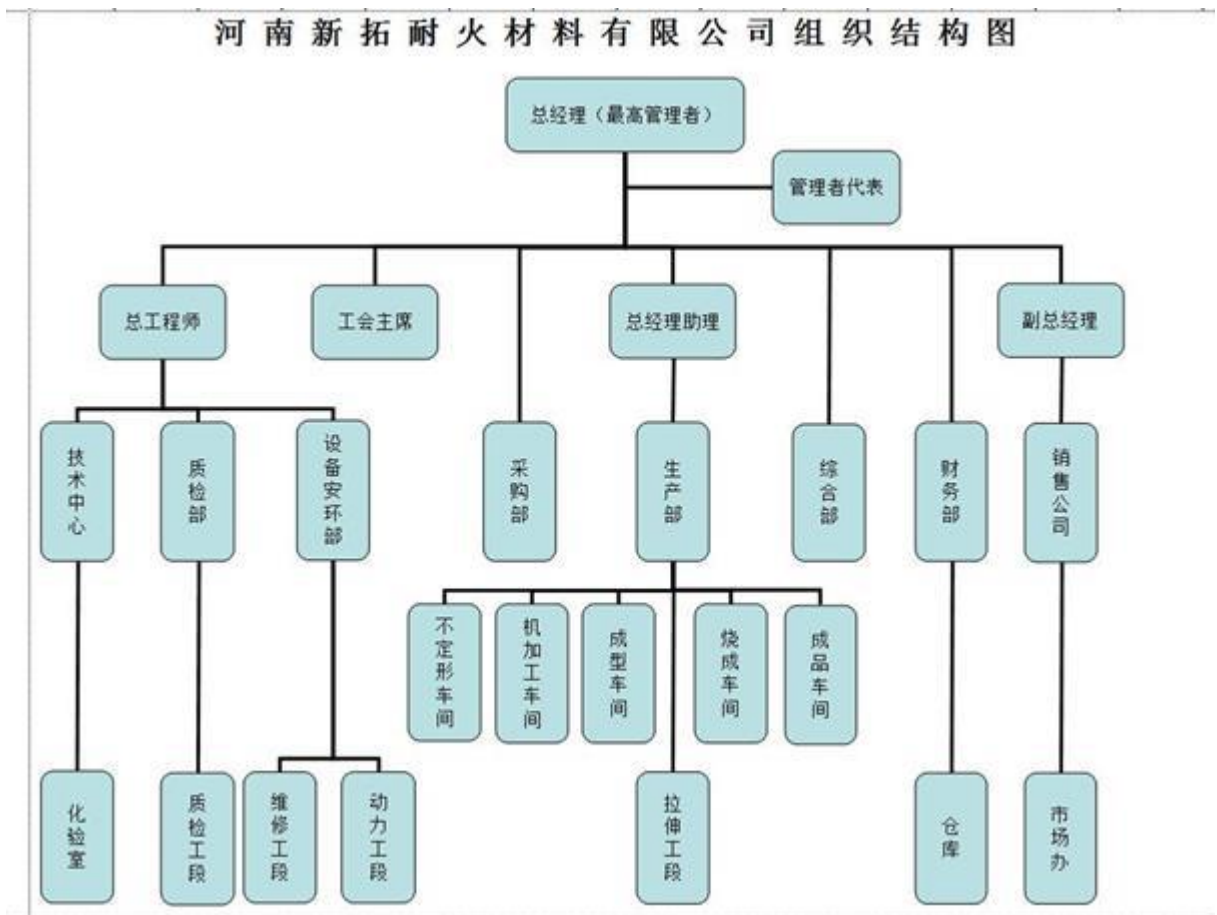 河南新拓耐火材料有限公司组织结构图
总经理（最高管理者）
管理者代表
总工程师
工会主席
总经理助理
副总经理
技术中心
质检部
设备安环部
采购部
生产部
综合部
财务部
销售公司
不定形车间
机加工车间
成型车间
烧成车间
成品车间
化验室
质检工段
维修工段
动力工段
拉伸工段
仓库
市场办